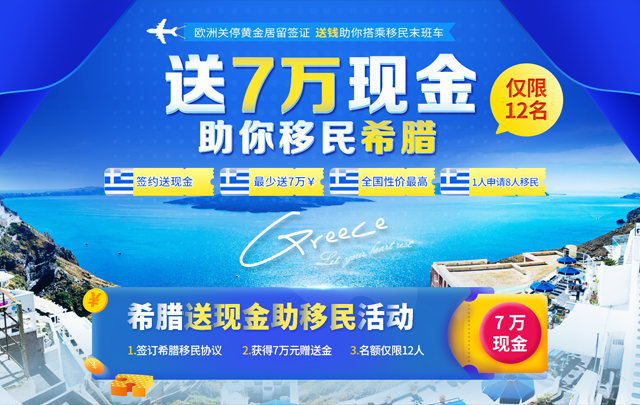 欧洲关停黄金居留签证 送钱助你搭乘移民末班车
送7万现金
助你移民希腊
仅限
12名
签约送现金
最少送7万¥
全国性价最高
1人申请8人移民
Greece
Let your heart rest
希腊送现金助移民活动
1.签订希腊移民协议 2.获得7万元赠送金 3.名额仅限12人
7万
现金
¥